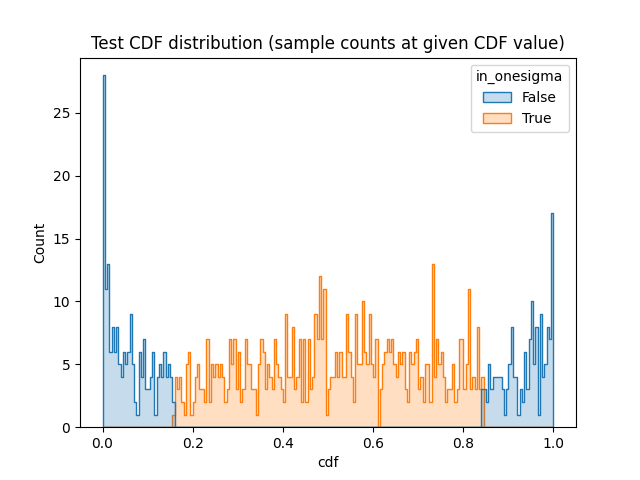 Test CDF distribution (sample counts at given CDF value)
in_onesigma
False
True
Count
25
20
15
10
5
0
0.0 0.2 0.4 0.6 0.8 1.0
cdf